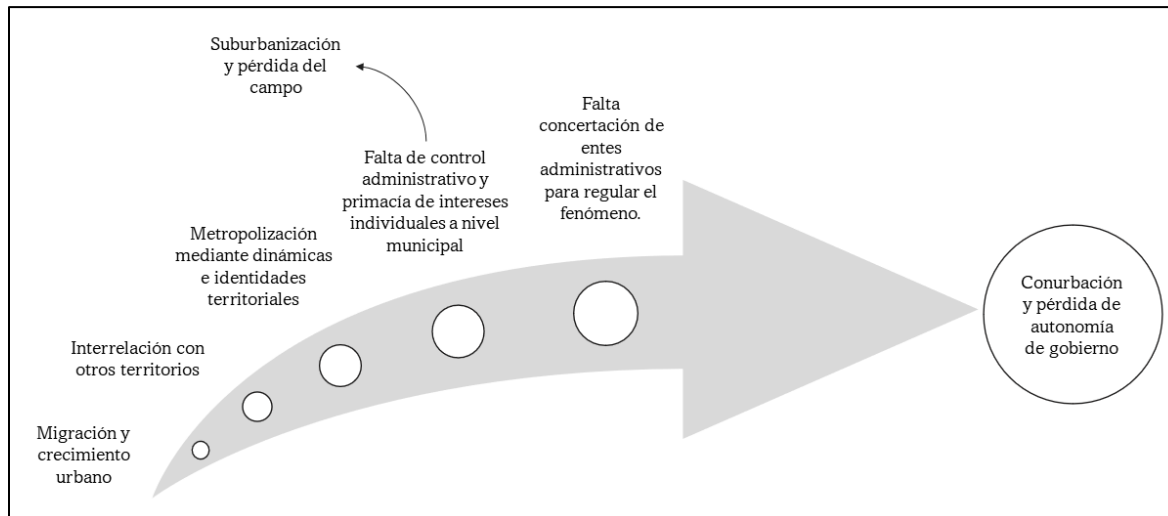 Suburbanización
y pérdida del
campo
Falta
concertación de
entes
administrativos
para regular el
fenómeno.
Falta de control
administrativo y
primacía de intereses
individuales a nivel
municipal
Metropolización
mediante dinámicas
e identidades
territoriales
Interrelación con
otros territorios
Migración y
crecimiento
urbano
Conurbación
y pérdida de
autonomía
de gobierno